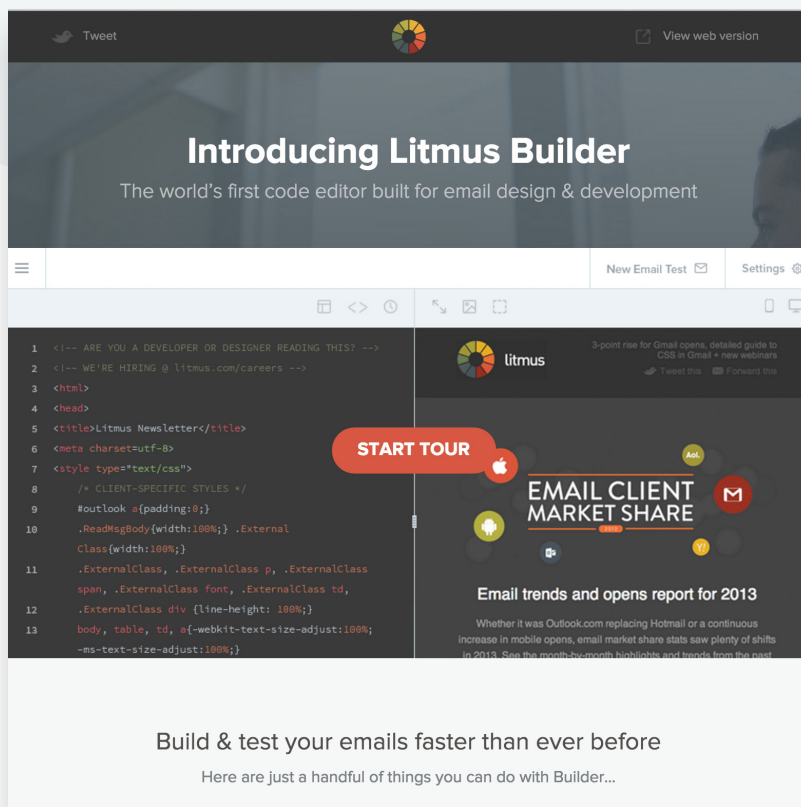 Tweet
View web version
Introducing Litmus Builder
The world's first code editor built for email design & development
New Email Test
Settings
1 <!-- ARE YOU A DEVELOPER OR DESIGNER READING THIS? -->
2 <!-- WE'RE HIRING @ litmus.com/careers -->
3 <html>
4 <head>
5 <title>Litmus Newsletter</title>
6 <meta charset=utf-8>
7 <style type="text/css">
8 /* CLIENT-SPECIFIC STYLES */
9 #outlook a{padding:0;}
10 .ReadMsgBody{width:100%;} .External
Class{width:100%;}
11 .ExternalClass, .ExternalClass p, .ExternalClass
span, .ExternalClass font, .ExternalClass td,
12 .ExternalClass div {line-height: 100%;}
13 body, table, td, a{-webkit-text-size-adjust:100%;
-ms-text-size-adjust:100%;}
START TOUR
litmus
3-point rise for Gmail opens, detailed guide to
CSS in Gmail + new webinars
Tweet this Forward this
Aol.
EMAIL CLIENT
MARKET SHARE
2013
Y!
Email trends and opens report for 2013
Whether it was Outlook.com replacing Hotmail or a continuous
increase in mobile opens, email market share stats saw plenty of shifts
in 2013. See the month-by-month highlights and trends from the past
Build & test your emails faster than ever before
Here are just a handful of things you can do with Builder...